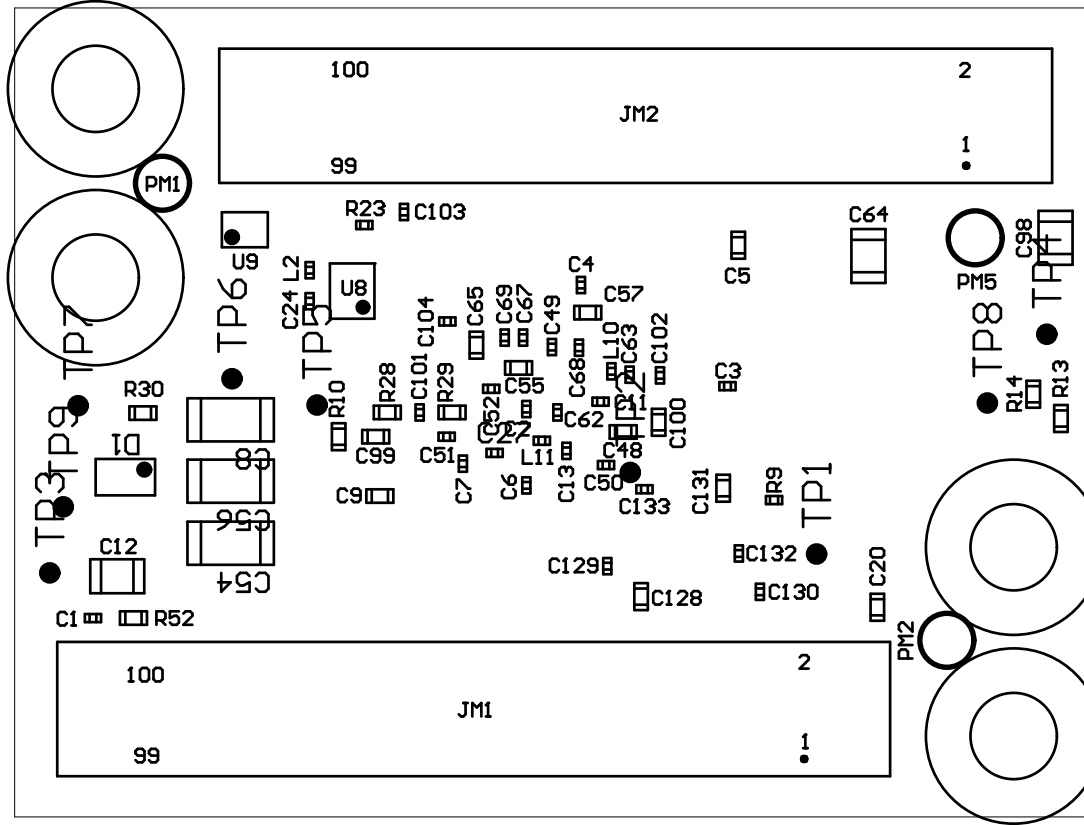 100
2
JM2
99
1
PM1
R23
C103
C64
C98
TP4
U9
L2
C4
C5
PM5
TP6
U8
C24
C69
C67
C57
TP7
TP5
C104
C65
C49
L10
C63
C102
TP8
C68
R30
R10
R28
C101
R29
C55
C3
R14
R13
C52
C2
C62
C11
TP2
C100
D1
TP9
C8
C99
C51
C27
L11
C48
TP3
C9
C7
C6
C13
C50
C133
C131
R9
TP1
C56
C12
C54
C129
C132
C128
C130
C20
C1
R52
PM2
100
2
JM1
99
1